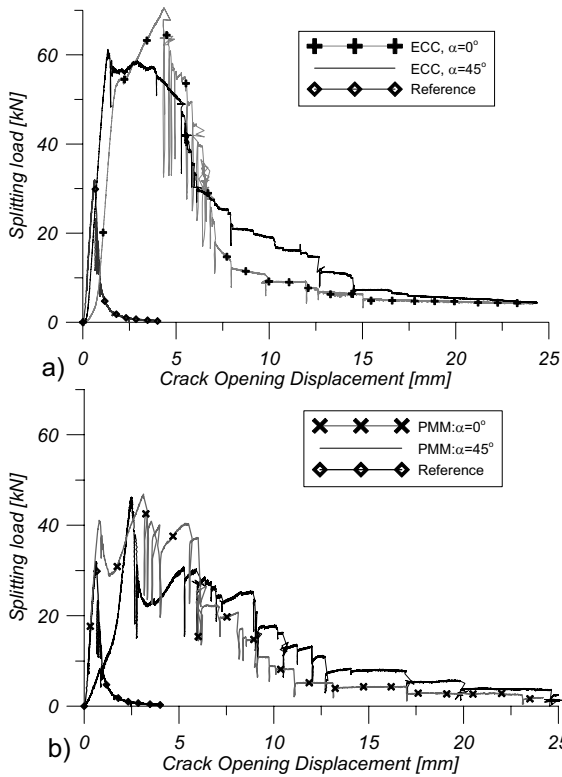 60
40
20
0
Splitting load [kN]
ECC, α=0°
ECC, α=45°
Reference
0 5 10 15 20 25
a)
Crack Opening Displacement [mm]
60
40
20
0
Splitting load [kN]
PMM:α=0°
PMM:α=45°
Reference
0 5 10 15 20 25
b)
Crack Opening Displacement [mm]